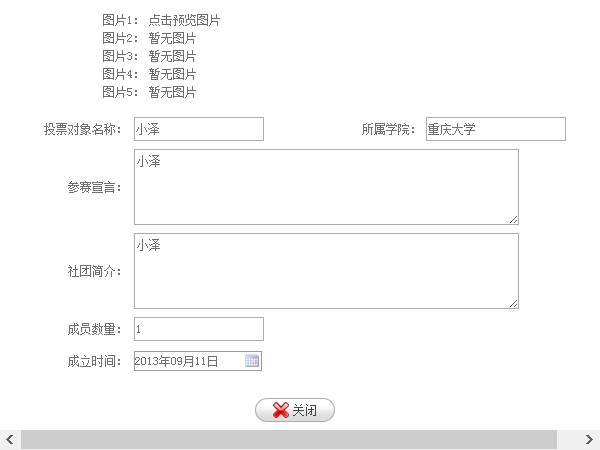 图片1: 点击预览图片
图片2: 暂无图片
图片3: 暂无图片
图片4: 暂无图片
图片5: 暂无图片
投票对象名称: 小泽 所属学院: 重庆大学
参赛宣言: 小泽
社团简介: 小泽
成员数量: 1
成立时间: 2013年09月11日
关闭